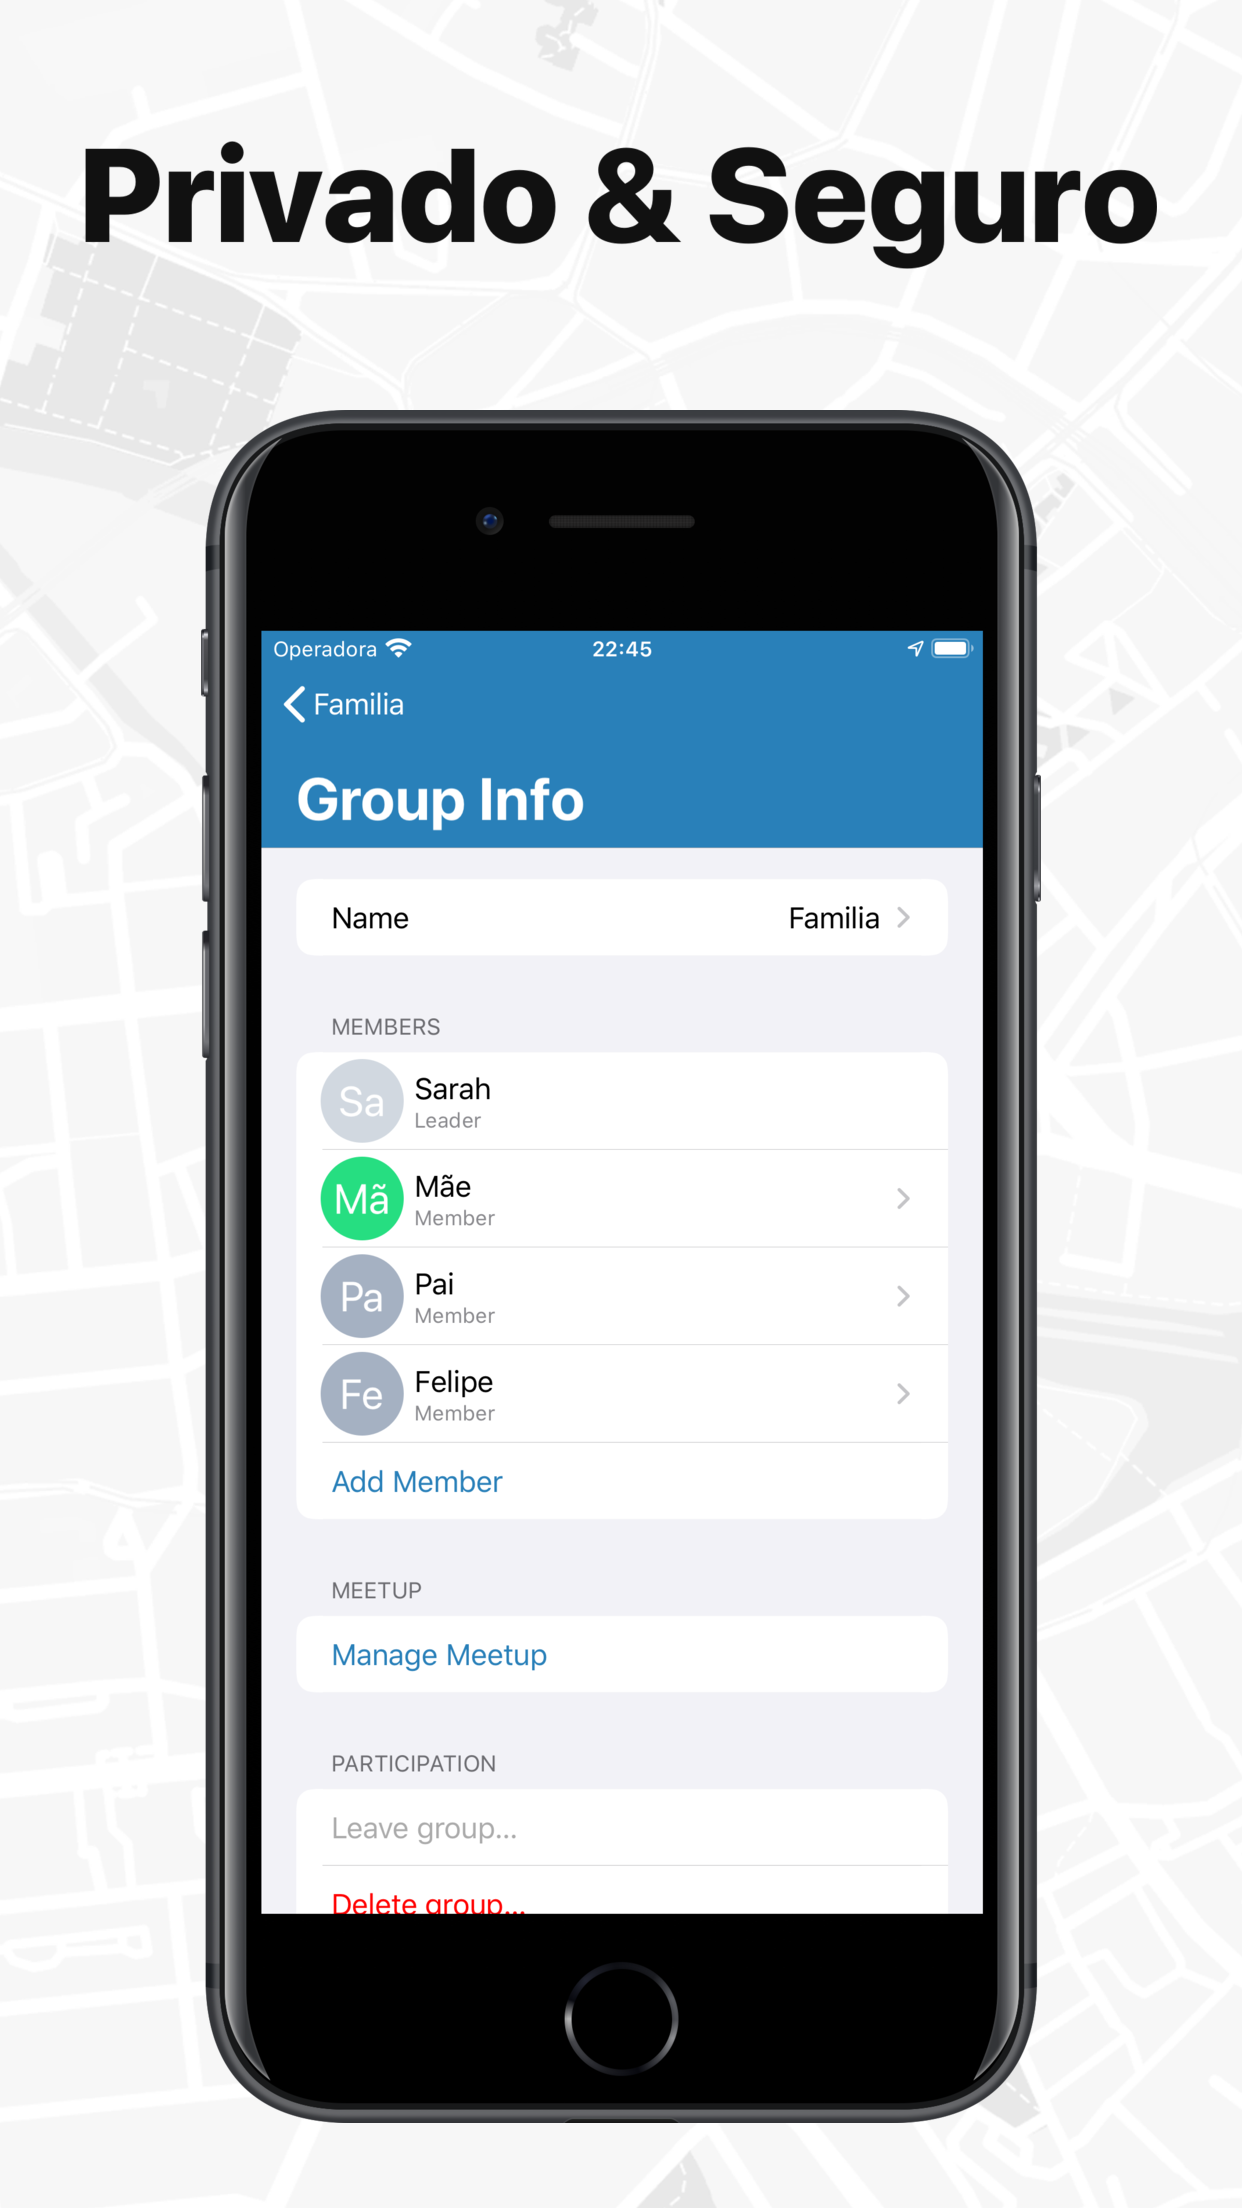 Privado & Seguro
Operadora 22:45
Familia
Group Info
Name Familia
MEMBERS
Sa Sarah
Leader
Mã Mãe
Member
Pa Pai
Member
Fe Felipe
Member
Add Member
MEETUP
Manage Meetup
PARTICIPATION
Leave group...
Delete group...